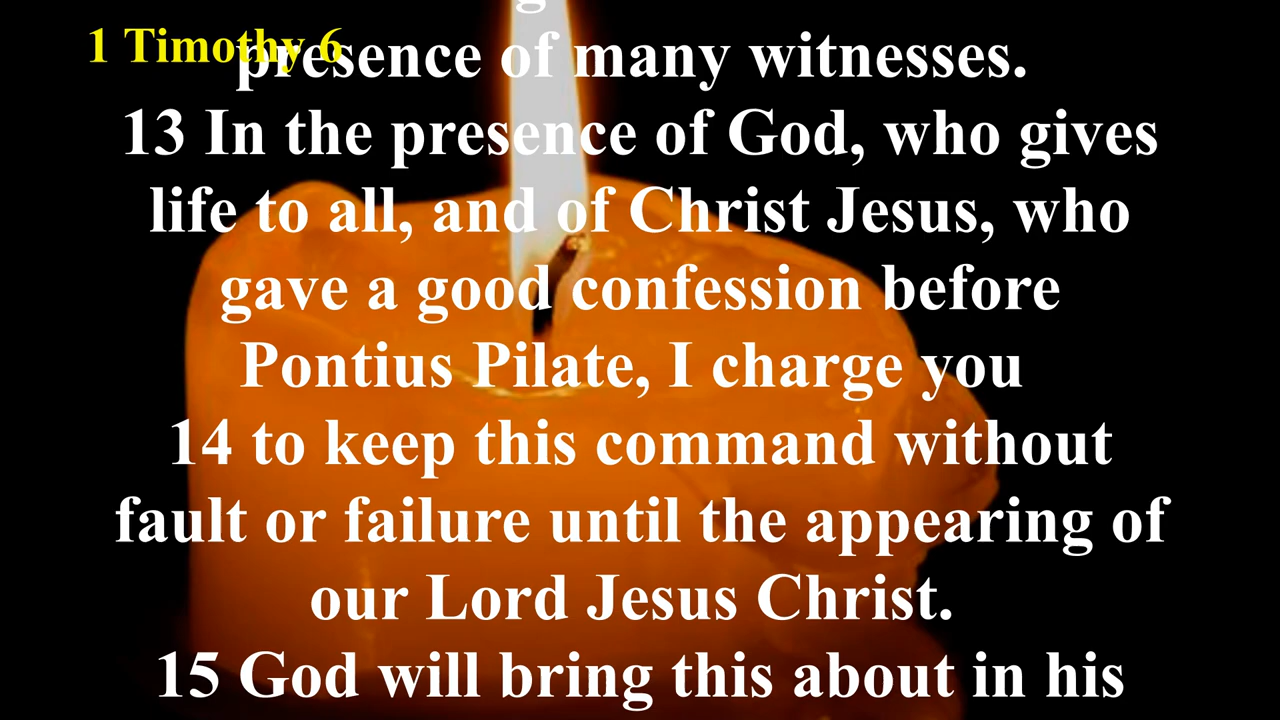 1 Timothy 6
presence of many witnesses.
13 In the presence of God, who gives
life to all, and of Christ Jesus, who
gave a good confession before
Pontius Pilate, I charge you
14 to keep this command without
fault or failure until the appearing of
our Lord Jesus Christ.
15 God will bring this about in his